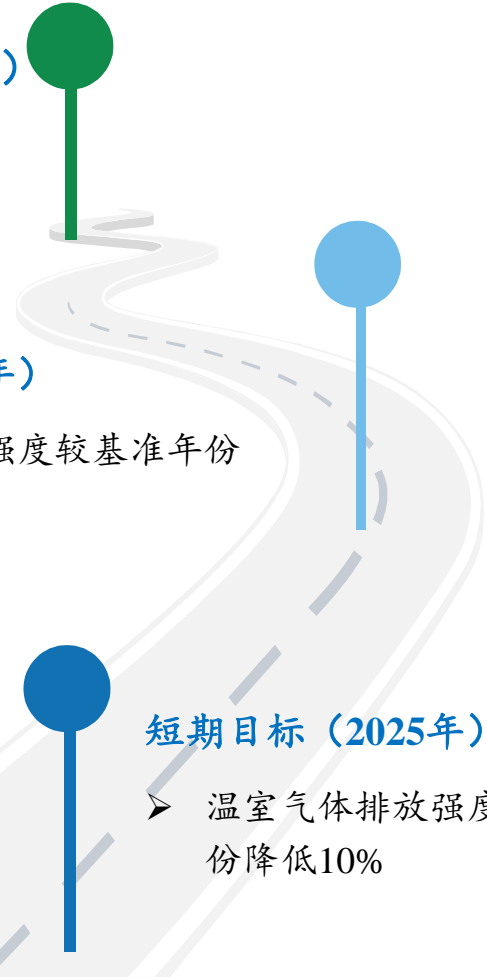 ）
年）
强度较基准年份
短期目标（2025年）
➢ 温室气体排放强度
份降低10%